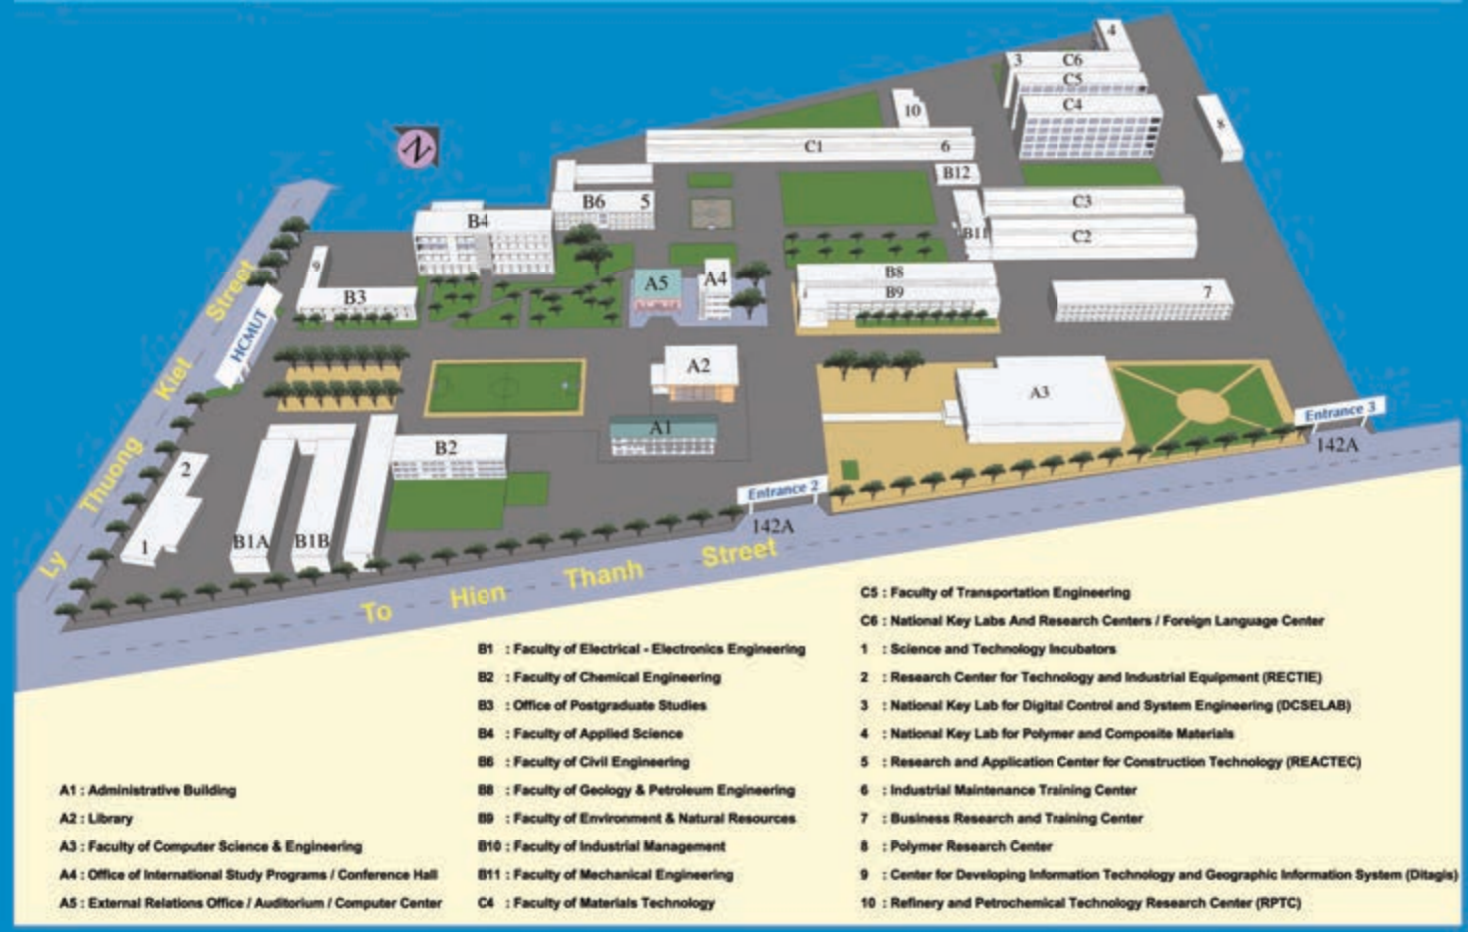 4
3 C6
C5
C4
10
8
C1 6
B12
C3
B11 C2
B6 5
B4
N
9
B3
A5 A4
B8
B9
7
HCMUT
A2
A3
A1
B2
2
1
B1A B1B
Entrance 3
142A
Entrance 2
142A
Ly Thuong Kiet Street
To Hien Thanh Street
A1 : Administrative Building
A2 : Library
A3 : Faculty of Computer Science & Engineering
A4 : Office of International Study Programs / Conference Hall
A5 : External Relations Office / Auditorium / Computer Center
B1 : Faculty of Electrical - Electronics Engineering
B2 : Faculty of Chemical Engineering
B3 : Office of Postgraduate Studies
B4 : Faculty of Applied Science
B6 : Faculty of Civil Engineering
B8 : Faculty of Geology & Petroleum Engineering
B9 : Faculty of Environment & Natural Resources
B10 : Faculty of Industrial Management
B11 : Faculty of Mechanical Engineering
C4 : Faculty of Materials Technology
C5 : Faculty of Transportation Engineering
C6 : National Key Labs And Research Centers / Foreign Language Center
1 : Science and Technology Incubators
2 : Research Center for Technology and Industrial Equipment (RECTIE)
3 : National Key Lab for Digital Control and System Engineering (DCSELAB)
4 : National Key Lab for Polymer and Composite Materials
5 : Research and Application Center for Construction Technology (REACTEC)
6 : Industrial Maintenance Training Center
7 : Business Research and Training Center
8 : Polymer Research Center
9 : Center for Developing Information Technology and Geographic Information System (Ditagis)
10 : Refinery and Petrochemical Technology Research Center (RPTC)